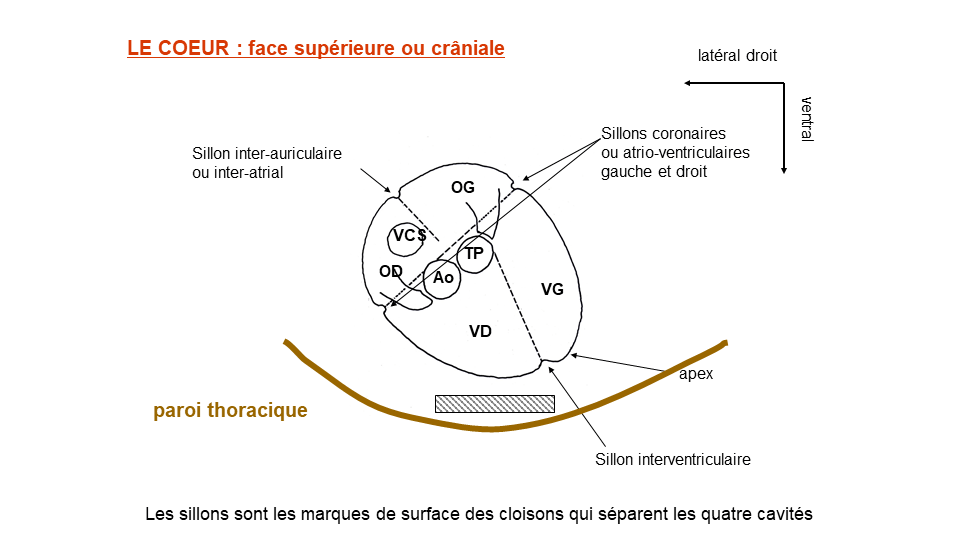 LE COEUR : face supérieure ou crâniale
latéral droit
ventral
Sillon inter-auriculaire
ou inter-atrial
Sillons coronaires
ou atrio-ventriculaires
gauche et droit
OG
VCS
TP
OD
Ao
VG
VD
apex
paroi thoracique
Sillon interventriculaire
Les sillons sont les marques de surface des cloisons qui séparent les quatre cavités